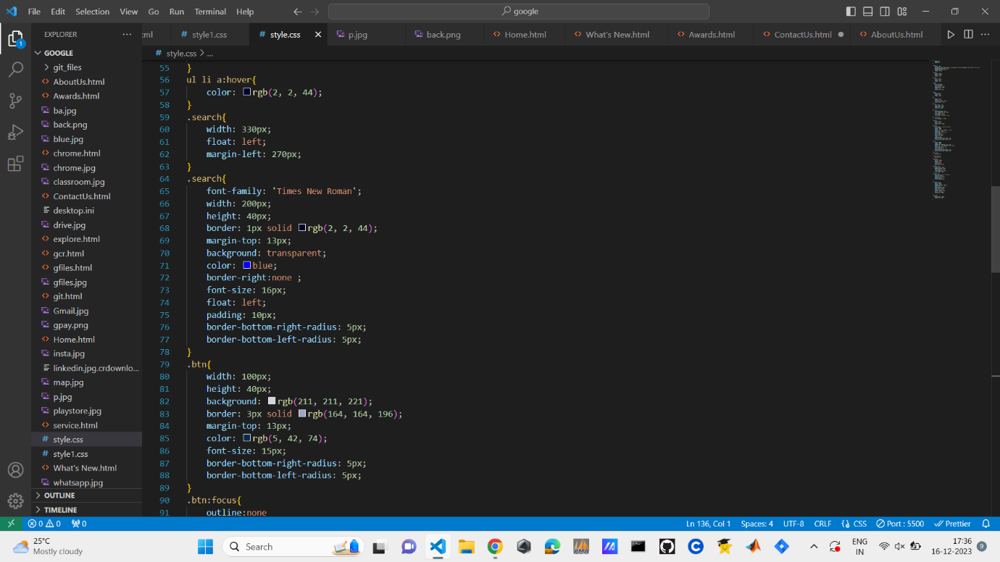 File Edit Selection View Go Run Terminal Help
google
EXPLORER
ml style1.css style.css p.jpg back.png Home.html What's New.html Awards.html ContactUs.html AboutUs.html
GOOGLE
style.css > ...
git_files
AboutUs.html
Awards.html
ba.jpg
back.png
blue.jpg
chrome.html
chrome.jpg
classroom.jpg
ContactUs.html
desktop.ini
drive.jpg
explore.html
gcr.html
gfiles.html
gfiles.jpg
git.html
Gmail.jpg
gpay.png
Home.html
insta.jpg
linkedin.jpg.crdownlo...
map.jpg
p.jpg
playstore.jpg
service.html
style.css
style1.css
What's New.html
whatsapp.jpg
OUTLINE
TIMELINE
1
55 }
56 ul li a:hover{
57 color: rgb(2, 2, 44);
58 }
59 .search{
60 width: 330px;
61 float: left;
62 margin-left: 270px;
63 }
64 .search{
65 font-family: 'Times New Roman';
66 width: 200px;
67 height: 40px;
68 border: 1px solid rgb(2, 2, 44);
69 margin-top: 13px;
70 background: transparent;
71 color: blue;
72 border-right:none ;
73 font-size: 16px;
74 float: left;
75 padding: 10px;
76 border-bottom-right-radius: 5px;
77 border-bottom-left-radius: 5px;
78 }
79 .btn{
80 width: 100px;
81 height: 40px;
82 background: rgb(211, 211, 221);
83 border: 3px solid rgb(164, 164, 196);
84 margin-top: 13px;
85 color: rgb(5, 42, 74);
86 font-size: 15px;
87 border-bottom-right-radius: 5px;
88 border-bottom-left-radius: 5px;
89 }
90 .btn:focus{
91 outline:none
0 0 0 Ln 136, Col 1 Spaces: 4 UTF-8 CRLF CSS Port : 5500 Prettier
25°C
Mostly cloudy
Search
ENG
IN
17:36
16-12-2023
9